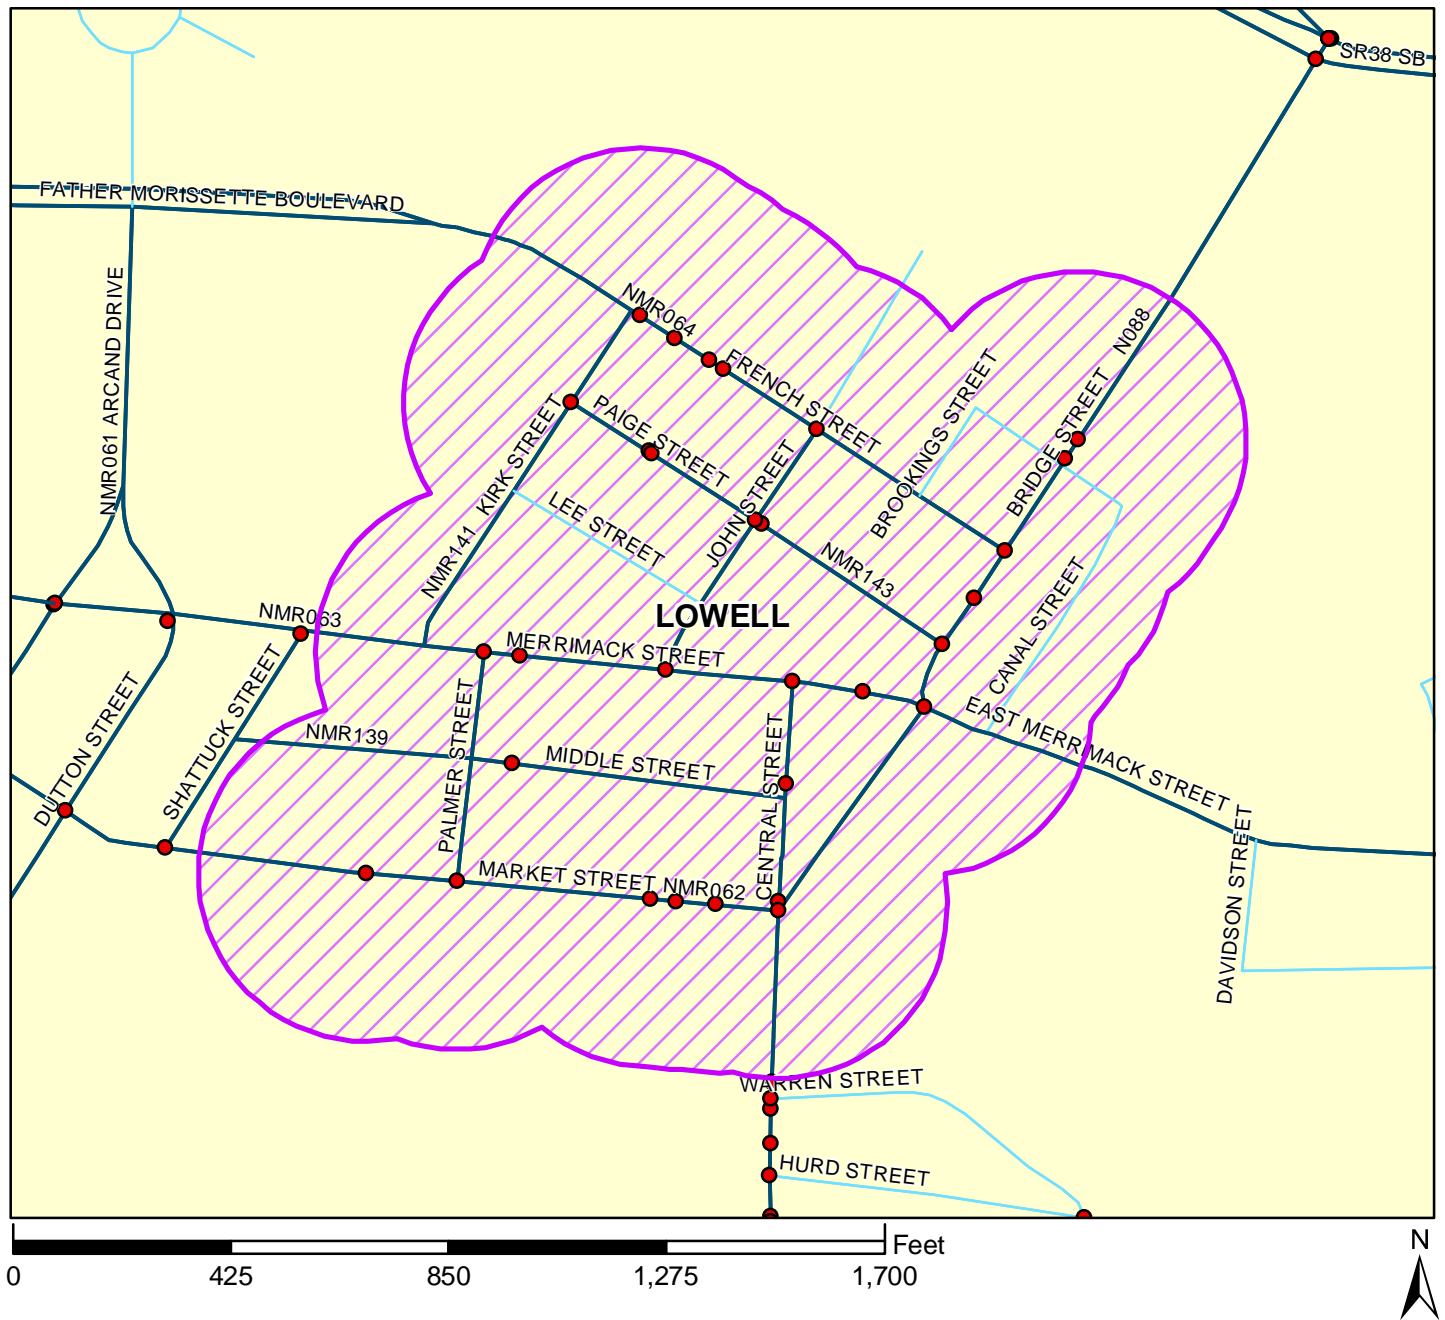 SR38 SB
FATHER MORISSETTE BOULEVARD
NMR061 ARCAND DRIVE
NMR064
N088
FRENCH STREET
PAIGE STREET
BROOKINGS STREET
BRIDGE STREET
KIRK STREET
NMR141
JOHN STREET
LEE STREET
NMR143
CANAL STREET
LOWELL
NMR063
MERRIMACK STREET
SHATTUCK STREET
DUTTON STREET
PALMER STREET
NMR139
MIDDLE STREET
CENTRAL STREET
EAST MERRIMACK STREET
DAVIDSON STREET
MARKET STREET NMR062
WARREN STREET
HURD STREET
Feet
0 425 850 1,275 1,700
N